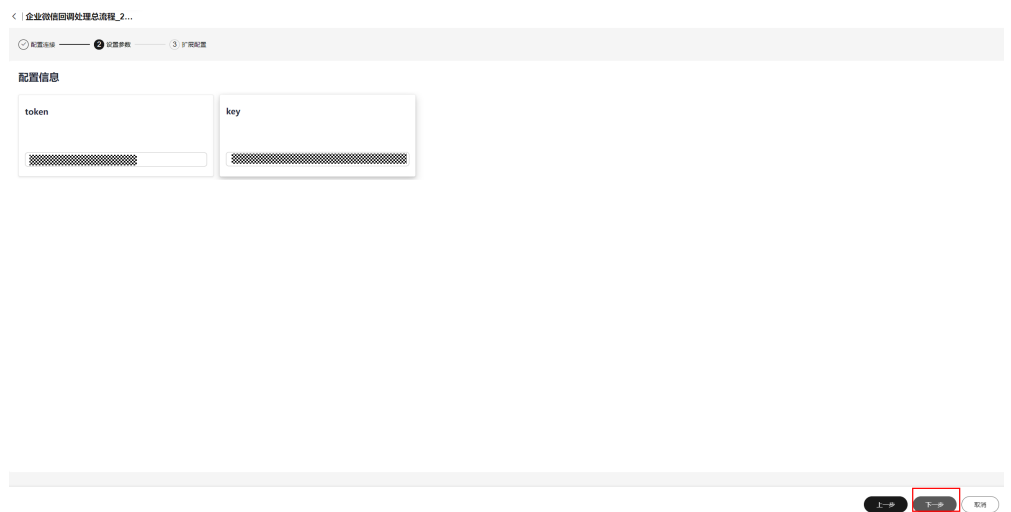 企业微信回调处理总流程_2...
配置连接 2 设置参数 3 扩展配置
配置信息
token key
上一步 下一步 取消